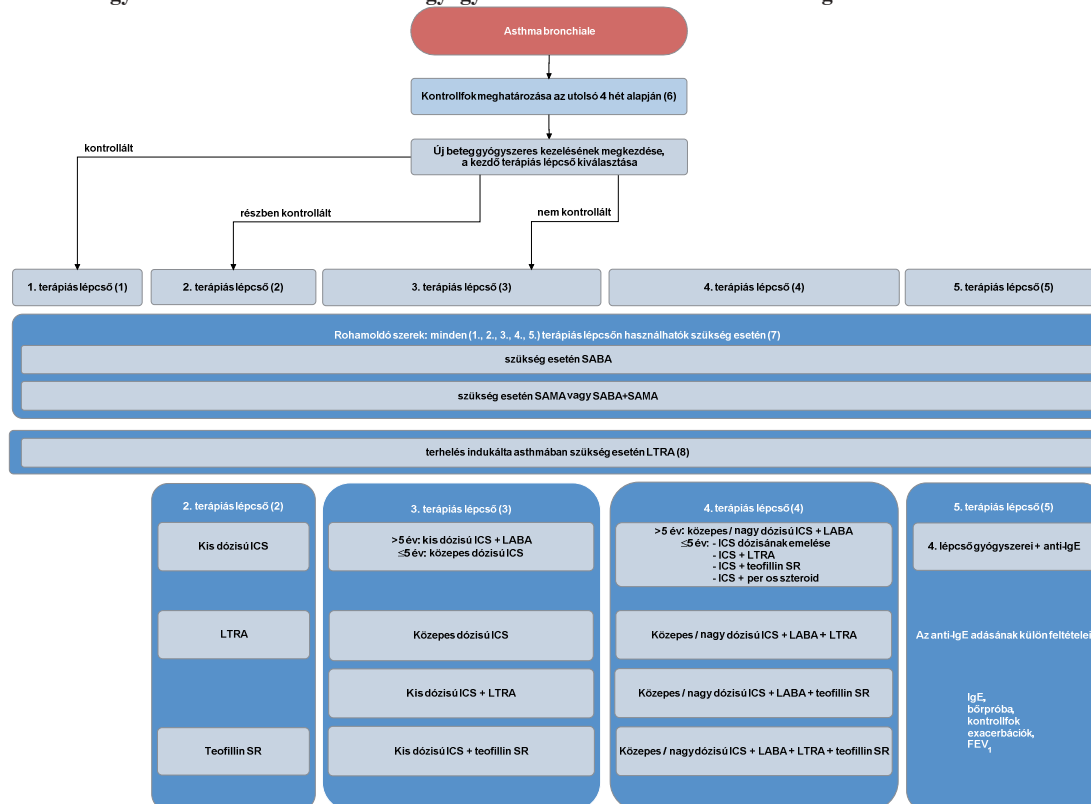 Asthma bronchiale
Kontrollfok meghatározása az utolsó 4 hét alapján (6)
Új beteg gyógyszeres kezelésének megkezdése,
a kezdő terápiás lépcső kiválasztása
kontrollált
részben kontrollált
nem kontrollált
1. terápiás lépcső (1)
2. terápiás lépcső (2)
3. terápiás lépcső (3)
4. terápiás lépcső (4)
5. terápiás lépcső (5)
Rohamoldó szerek: minden (1., 2., 3., 4., 5.) terápiás lépcsőn használhatók szükség esetén (7)
szükség esetén SABA
szükség esetén SAMA vagy SABA+SAMA
terhelés indukálta asthmában szükség esetén LTRA (8)
2. terápiás lépcső (2)
Kis dózisú ICS
LTRA
Teofillin SR
3. terápiás lépcső (3)
>5 év: kis dózisú ICS + LABA
≤5 év: közepes dózisú ICS
Közepes dózisú ICS
Kis dózisú ICS + LTRA
Kis dózisú ICS + teofillin SR
4. terápiás lépcső (4)
>5 év: közepes / nagy dózisú ICS + LABA
≤5 év: - ICS dózisának emelése
- ICS + LTRA
- ICS + teofillin SR
- ICS + per os szteroid
Közepes / nagy dózisú ICS + LABA + LTRA
Közepes / nagy dózisú ICS + LABA + teofillin SR
Közepes / nagy dózisú ICS + LABA + LTRA + teofillin SR
5. terápiás lépcső (5)
4. lépcső gyógyszerei + anti-IgE
Az anti-IgE adásának külön feltételei
IgE,
bőrpróba,
kontrollfok
exacerbációk,
FEV₁